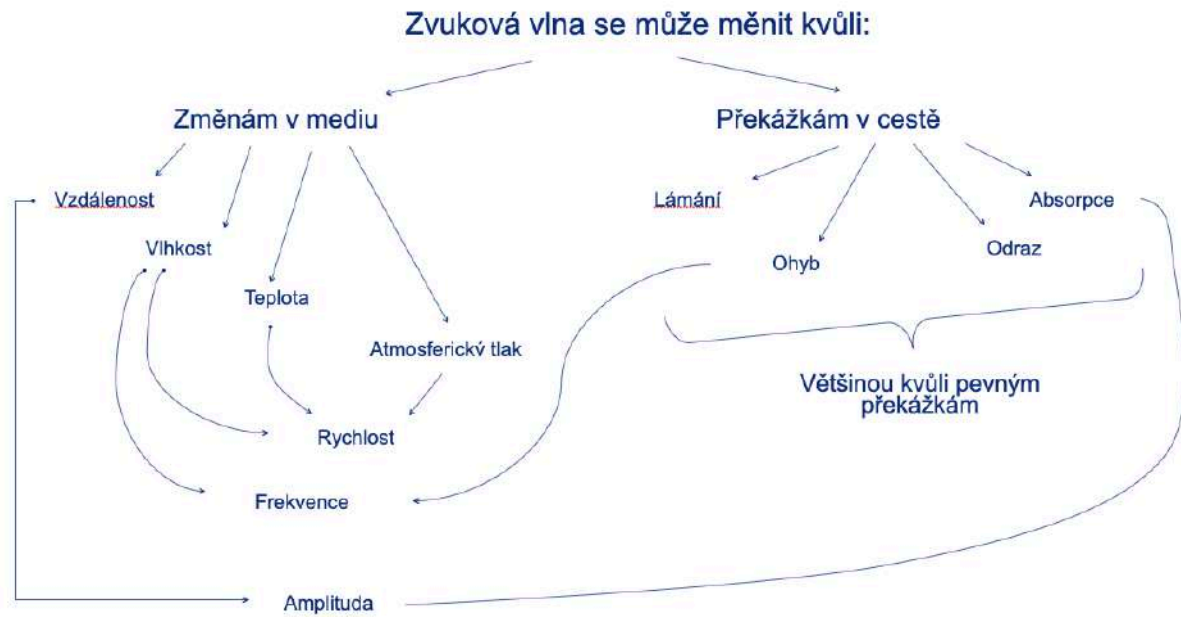 Zvuková vlna se může měnit kvůli:
Změnám v mediu
Překážkám v cestě
Vzdálenost
Lámání
Absorpce
Vlhkost
Ohyb
Odraz
Teplota
Atmosferický tlak
Většinou kvůli pevným
překážkám
Rychlost
Frekvence
Amplituda